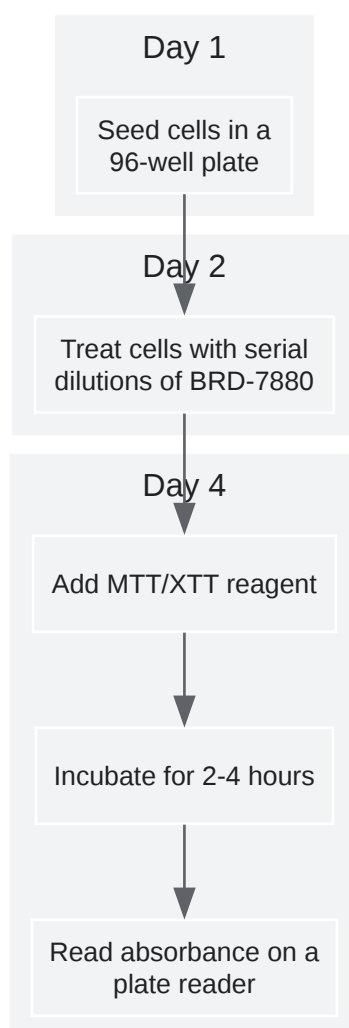 Day 1
Seed cells in a
96-well plate
Day 2
Treat cells with serial
dilutions of BRD-7880
Day 4
Add MTT/XTT reagent
Incubate for 2-4 hours
Read absorbance on a
plate reader